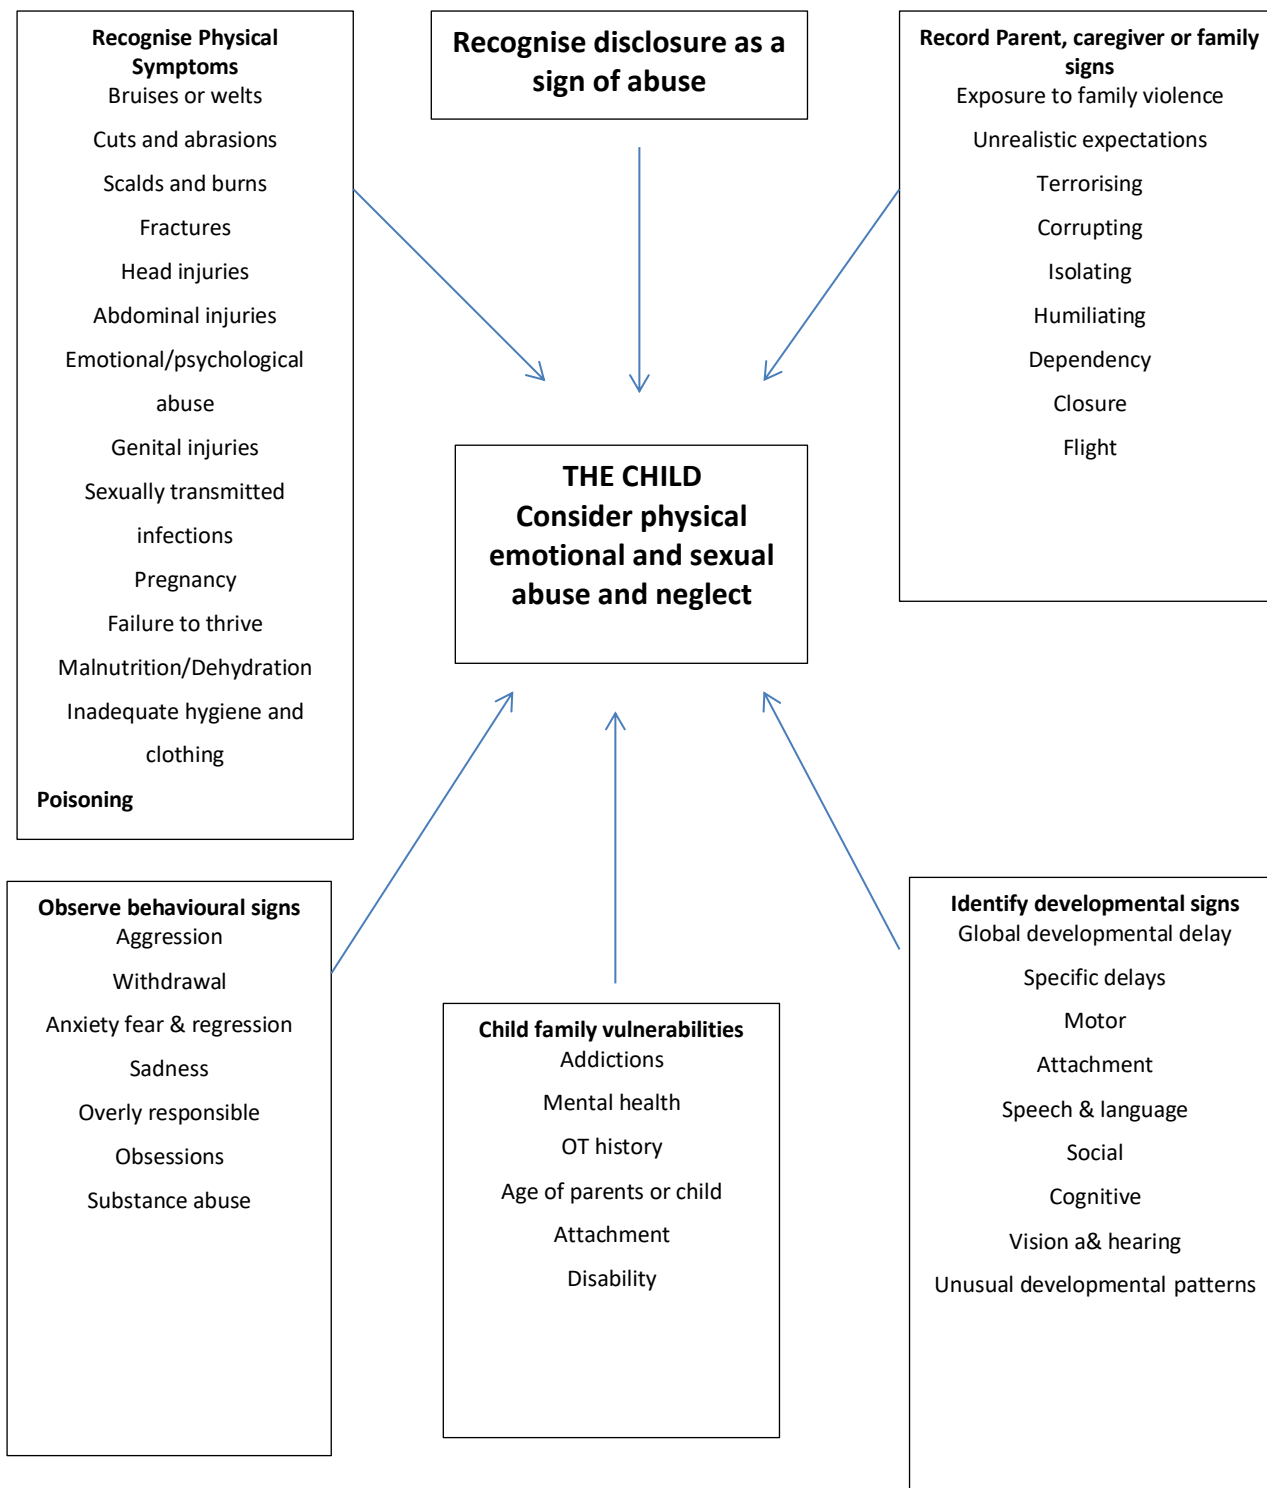 Recognise Physical
Symptoms
Bruises or welts
Cuts and abrasions
Scalds and burns
Fractures
Head injuries
Abdominal injuries
Emotional/psychological
abuse
Genital injuries
Sexually transmitted
infections
Pregnancy
Failure to thrive
Malnutrition/Dehydration
Inadequate hygiene and
clothing
Poisoning
Recognise disclosure as a
sign of abuse
Record Parent, caregiver or family
signs
Exposure to family violence
Unrealistic expectations
Terrorising
Corrupting
Isolating
Humiliating
Dependency
Closure
Flight
THE CHILD
Consider physical
emotional and sexual
abuse and neglect
Observe behavioural signs
Aggression
Withdrawal
Anxiety fear & regression
Sadness
Overly responsible
Obsessions
Substance abuse
Child family vulnerabilities
Addictions
Mental health
OT history
Age of parents or child
Attachment
Disability
Identify developmental signs
Global developmental delay
Specific delays
Motor
Attachment
Speech & language
Social
Cognitive
Vision a& hearing
Unusual developmental patterns